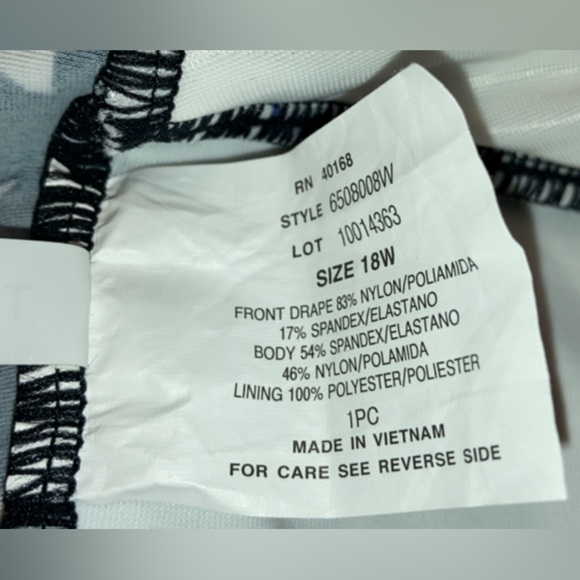 RN 40168
STYLE 6508008W
LOT 10014363
SIZE 18W
FRONT DRAPE 83% NYLON/POLIAMIDA
17% SPANDEX/ELASTANO
BODY 54% SPANDEX/ELASTANO
46% NYLON/POLAMIDA
LINING 100% POLYESTER/POLIESTER
1PC
MADE IN VIETNAM
FOR CARE SEE REVERSE SIDE